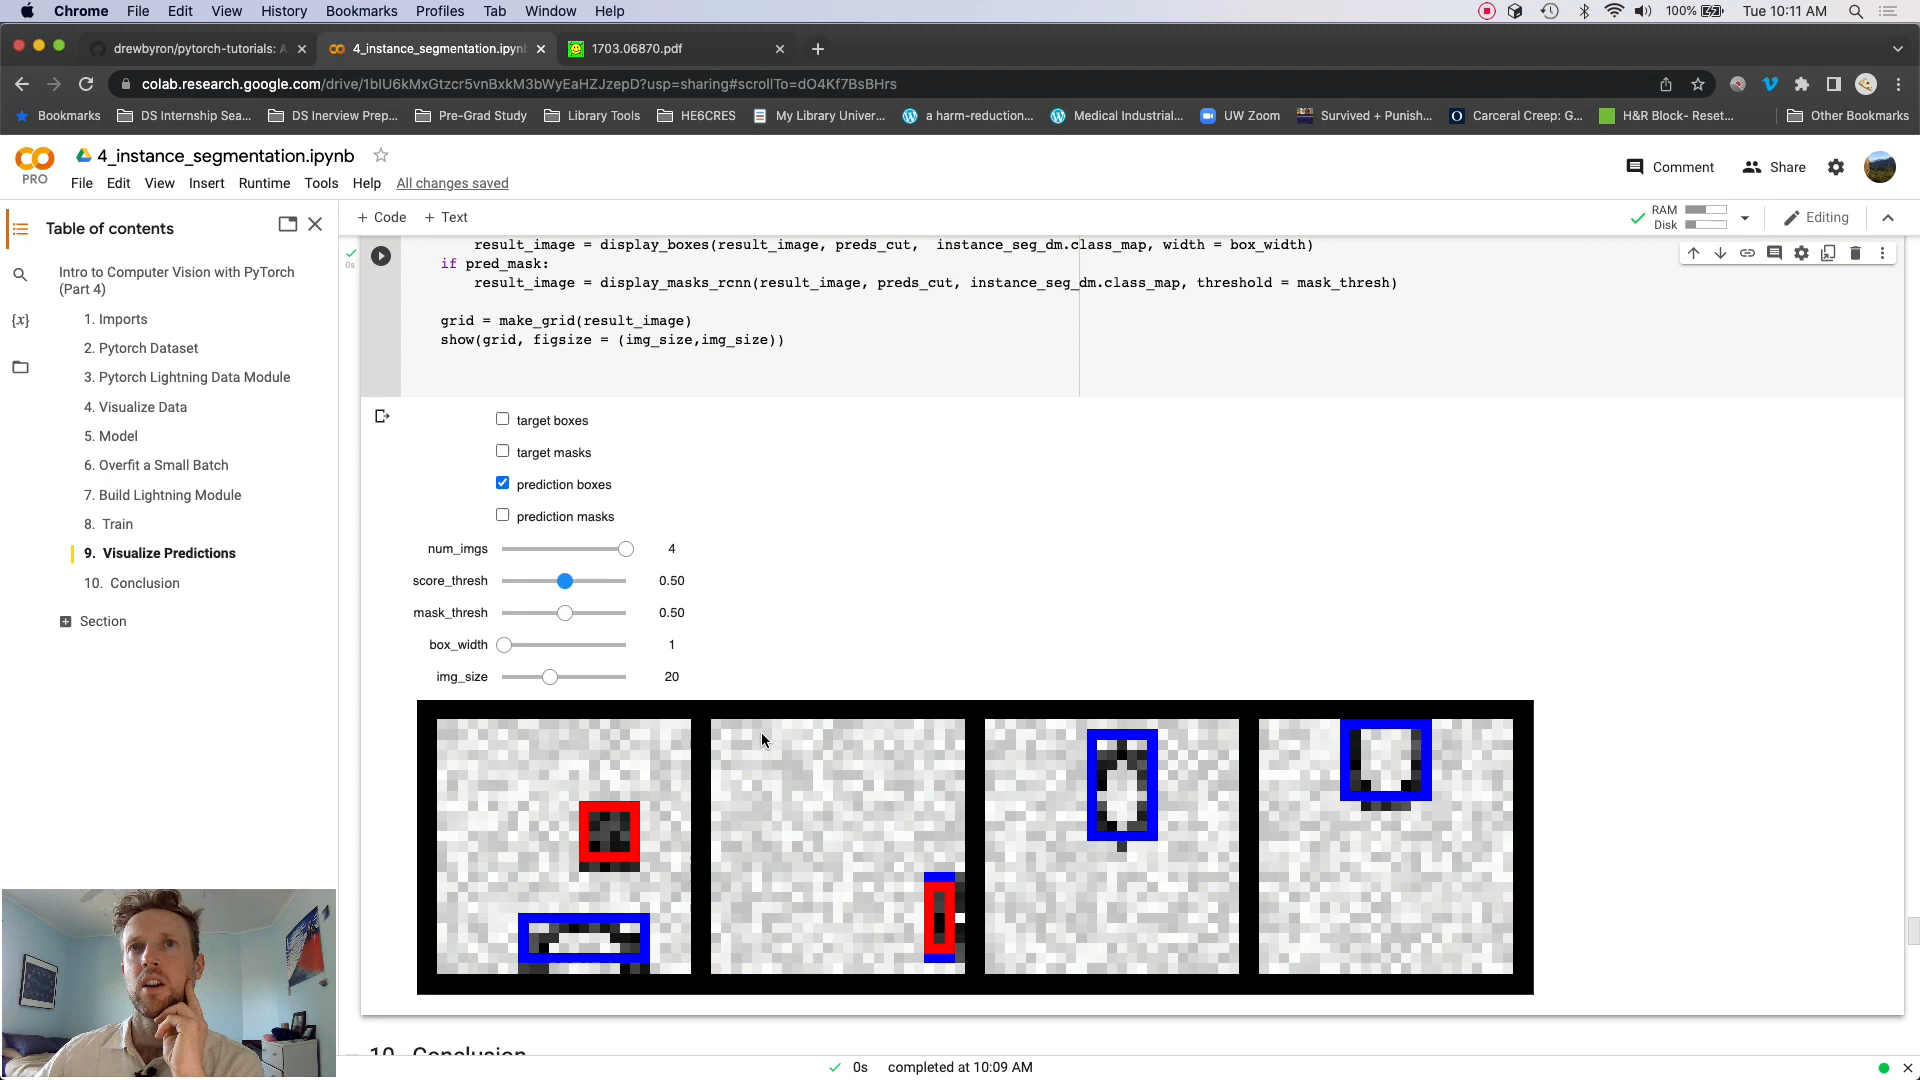 Chrome File Edit View History Bookmarks Profiles Tab Window Help 100% Tue 10:11 AM
drewbyron/pytorch-tutorials: A 4_instance_segmentation.ipyn 1703.06870.pdf
colab.research.google.com/drive/1blU6kMxGtzcr5vnBxkM3bWyEaHZJzepD?usp=sharing#scrollTo=dO4Kf7BsBHrs
Bookmarks DS Internship Sea... DS Inerview Prep... Pre-Grad Study Library Tools HE6CRES My Library Univer... a harm-reduction... Medical Industrial... UW Zoom Survived + Punish... Carceral Creep: G... H&R Block- Reset... Other Bookmarks
PRO
4_instance_segmentation.ipynb
File Edit View Insert Runtime Tools Help All changes saved
Comment Share
Table of contents
Intro to Computer Vision with PyTorch
(Part 4)
1. Imports
2. Pytorch Dataset
3. Pytorch Lightning Data Module
4. Visualize Data
5. Model
6. Overfit a Small Batch
7. Build Lightning Module
8. Train
9. Visualize Predictions
10. Conclusion
Section
+ Code + Text
RAM
Disk
Editing
0s
result_image = display_boxes(result_image, preds_cut, instance_seg_dm.class_map, width = box_width)
if pred_mask:
result_image = display_masks_rcnn(result_image, preds_cut, instance_seg_dm.class_map, threshold = mask_thresh)
grid = make_grid(result_image)
show(grid, figsize = (img_size,img_size))
target boxes
target masks
prediction boxes
prediction masks
num_imgs 4
score_thresh 0.50
mask_thresh 0.50
box_width 1
img_size 20
10. Conclusion
0s completed at 10:09 AM